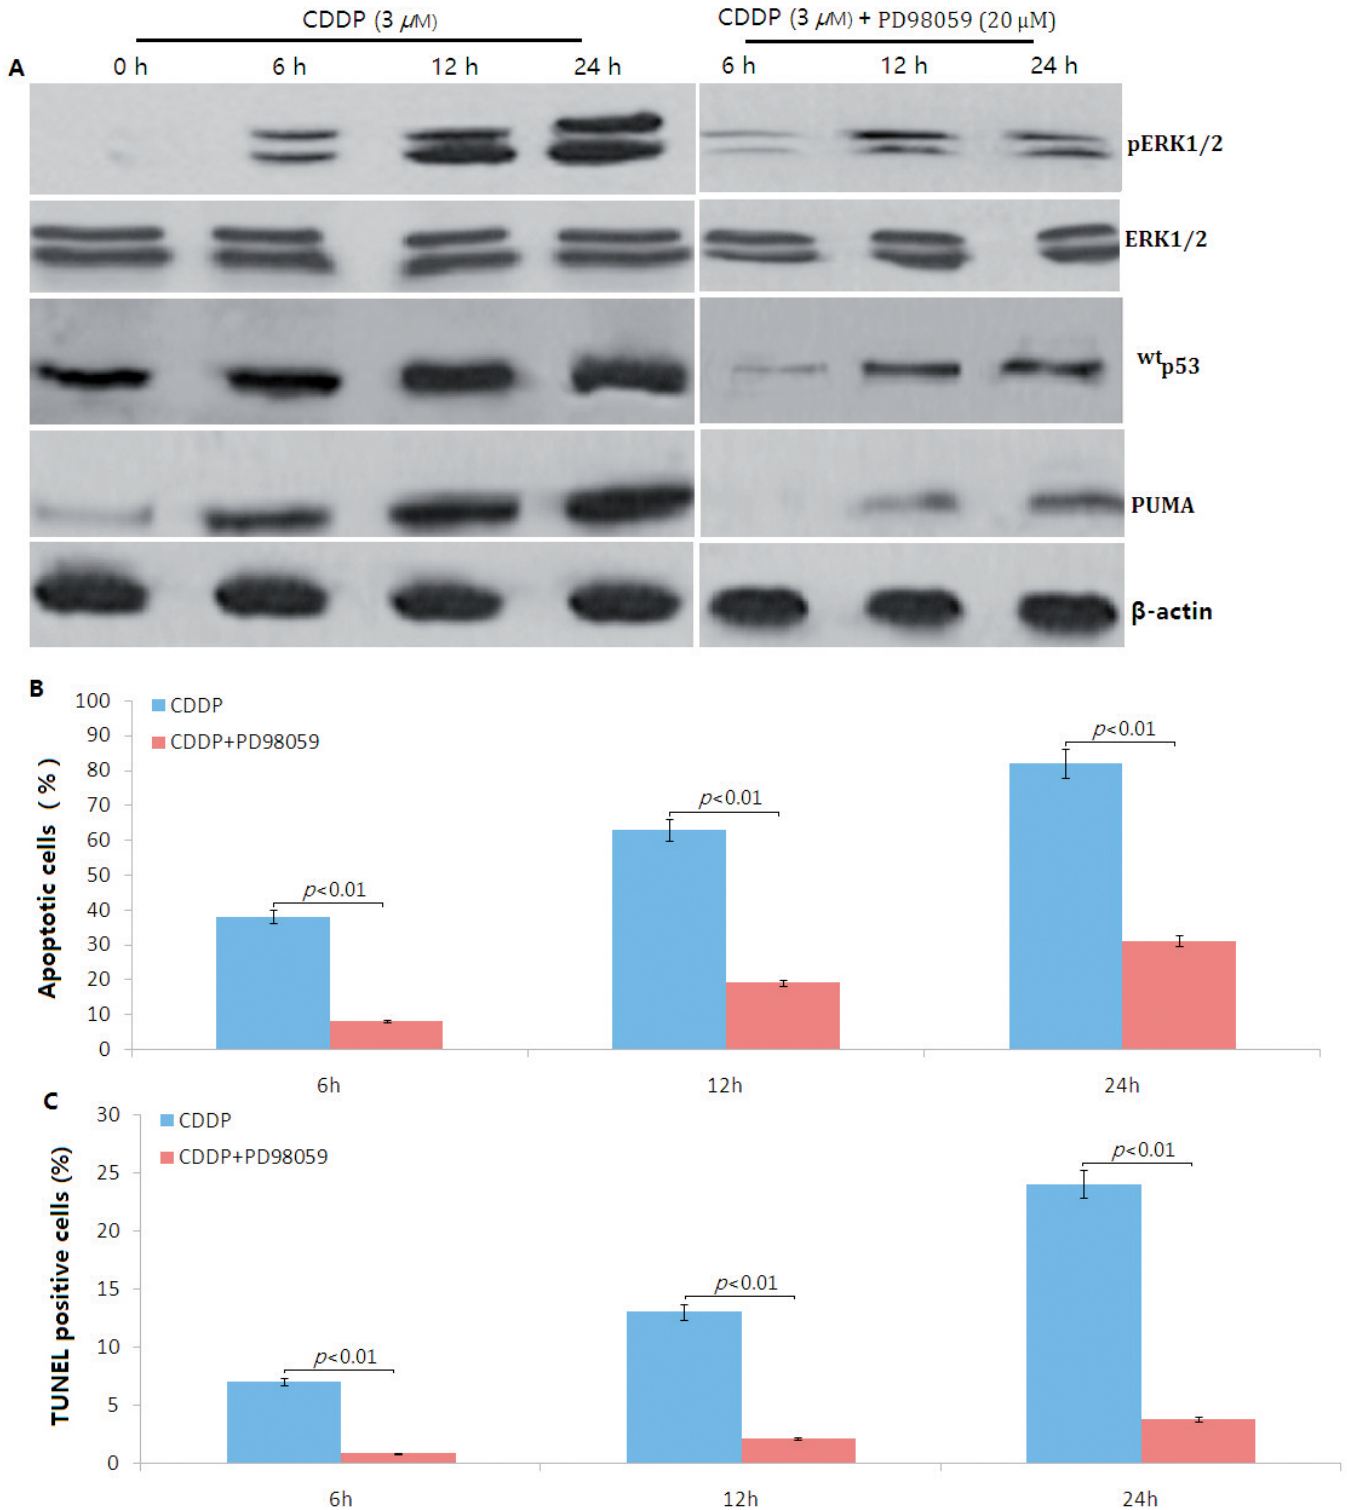 CDDP (3 μM)
CDDP (3 μM) + PD98059 (20 μM)
A
0 h
6 h
12 h
24 h
6 h
12 h
24 h
pERK1/2
ERK1/2
wtp53
PUMA
β-actin
B
CDDP
CDDP+PD98059
Apoptotic cells (%)
100
90
80
70
60
50
40
30
20
10
0
p<0.01
p<0.01
p<0.01
6h
12h
24h
C
CDDP
CDDP+PD98059
TUNEL positive cells (%)
30
25
20
15
10
5
0
p<0.01
p<0.01
p<0.01
6h
12h
24h